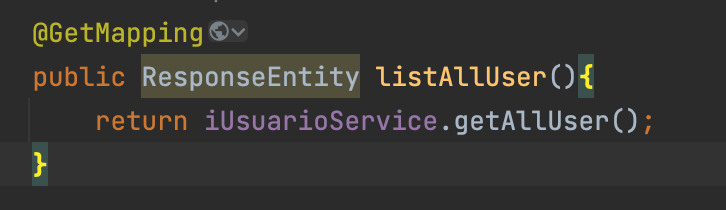 @GetMapping
public ResponseEntity listAllUser(){
    return iUsuarioService.getAllUser();
}